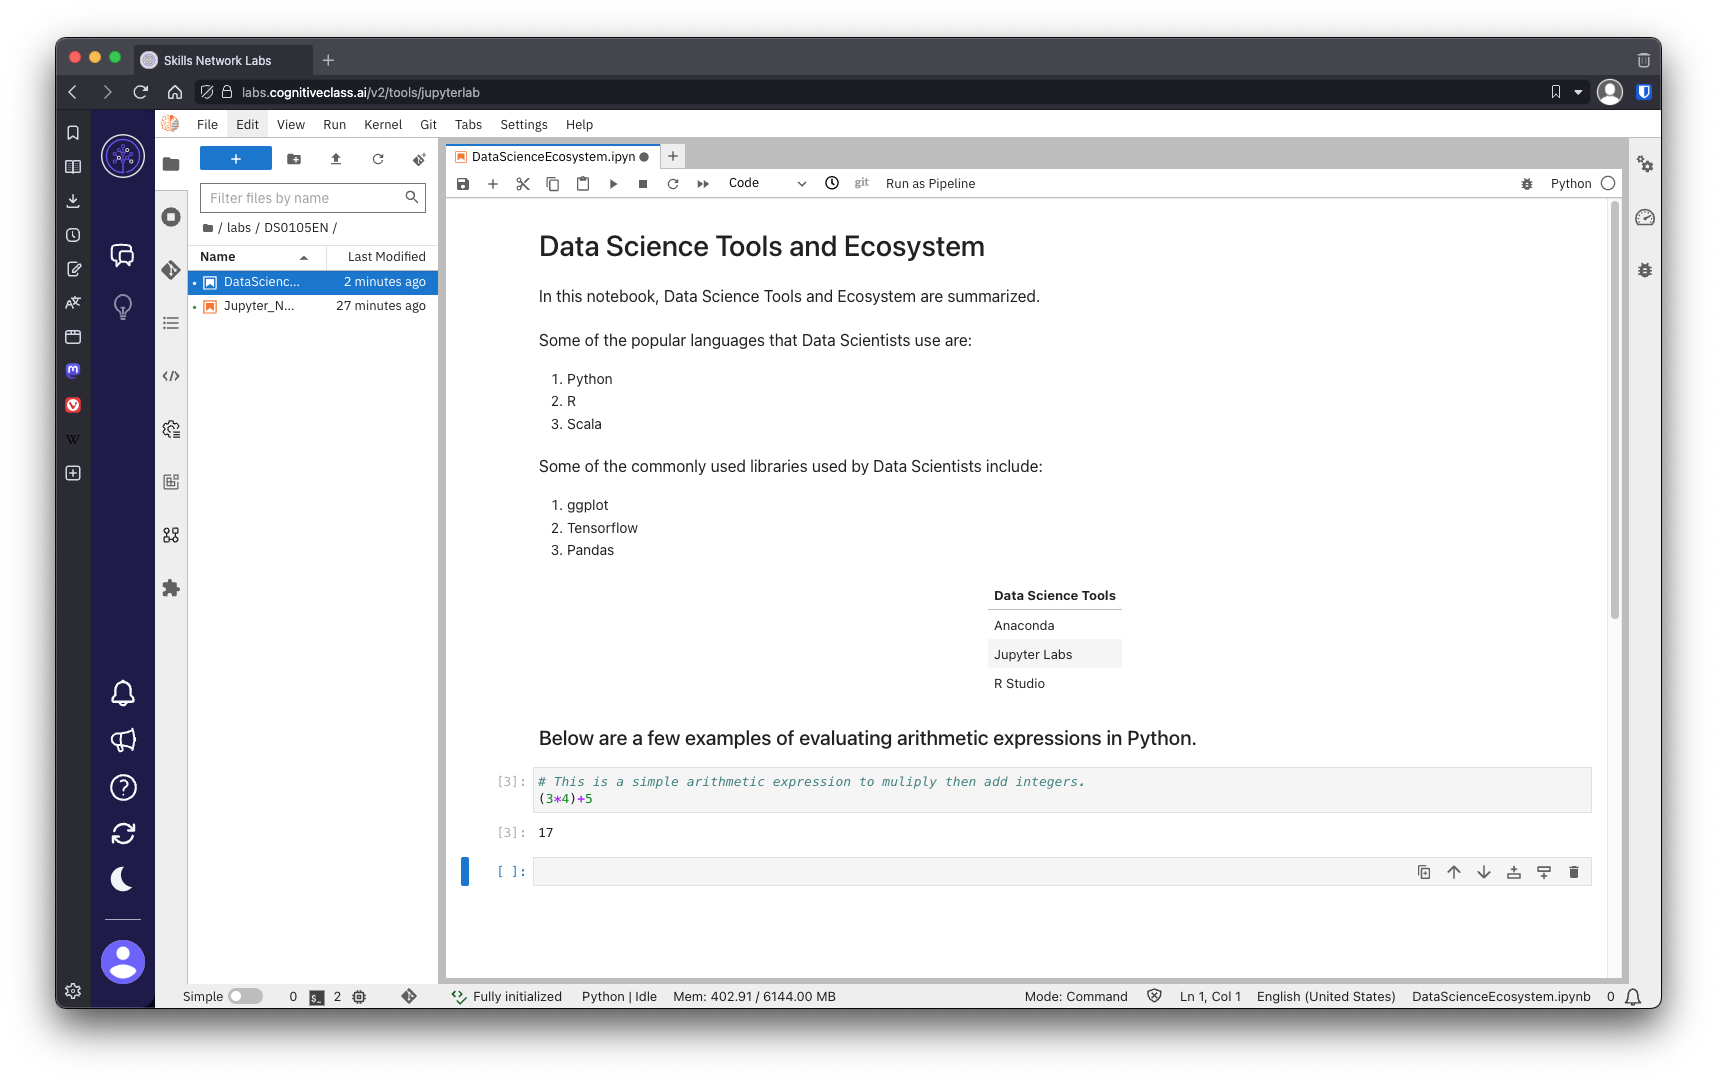 Skills Network Labs
labs.cognitiveclass.ai/v2/tools/jupyterlab
File Edit View Run Kernel Git Tabs Settings Help
DataScienceEcosystem.ipyn
Filter files by name
Code
git
Run as Pipeline
Python
/ labs / DS0105EN /
Name Last Modified
DataScienc... 2 minutes ago
Jupyter_N... 27 minutes ago
Data Science Tools and Ecosystem
In this notebook, Data Science Tools and Ecosystem are summarized.
Some of the popular languages that Data Scientists use are:
1. Python
2. R
3. Scala
Some of the commonly used libraries used by Data Scientists include:
1. ggplot
2. Tensorflow
3. Pandas
Data Science Tools
Anaconda
Jupyter Labs
R Studio
Below are a few examples of evaluating arithmetic expressions in Python.
[3]: # This is a simple arithmetic expression to muliply then add integers.
(3*4)+5
[3]: 17
[ ]:
Simple 0 $_ 2 Fully initialized Python | Idle Mem: 402.91 / 6144.00 MB Mode: Command Ln 1, Col 1 English (United States) DataScienceEcosystem.ipynb 0